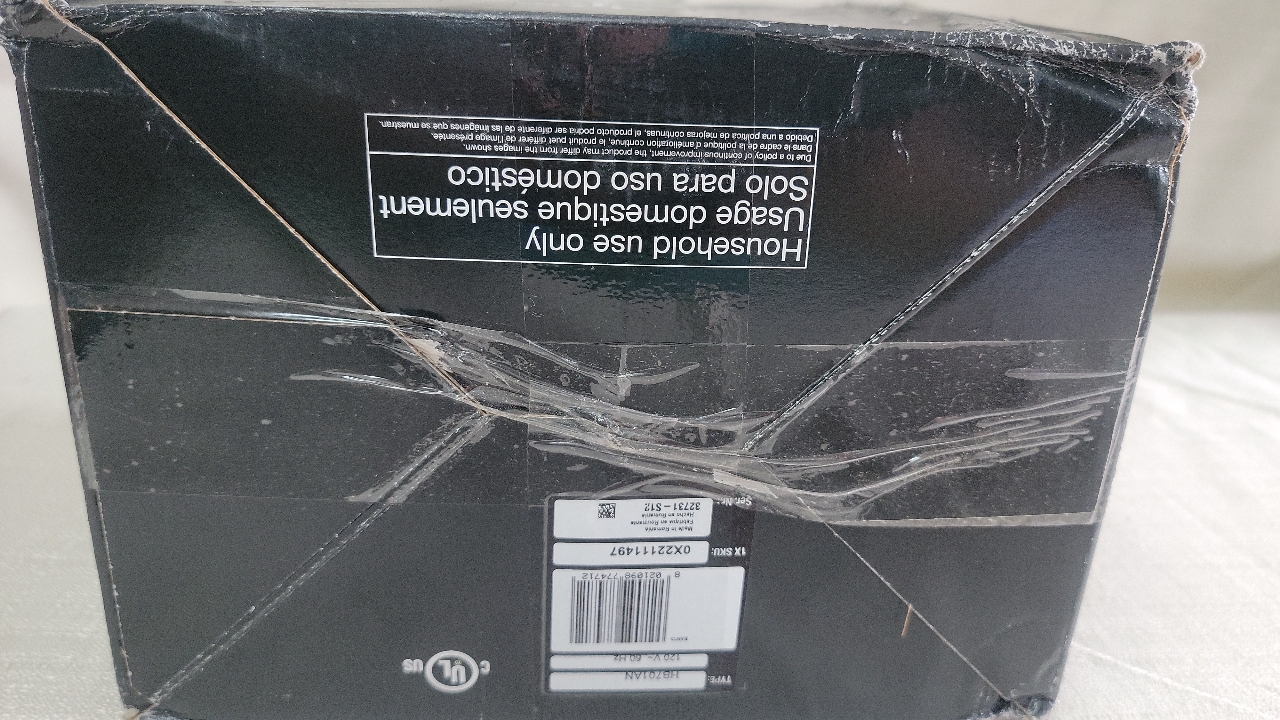 TYPE:
HB701AN
120 V~ 60 Hz
8 021098 774712
1X SKU:
0X22111497
Ser. Nr.:
Made in Romania
Fabriqué en Roumanie
Hecho en Rumania
32731 – S12
c UL US
Household use only
Usage domestique seulement
Solo para uso doméstico
Due to a policy of continuous improvement, the product may differ from the images shown.
Dans le cadre de la politique d'amélioration continue, le produit puet différer de l'image présentée.
Debido a una política de mejoras continuas, el producto podría ser diferente de las imágenes que se muestran.